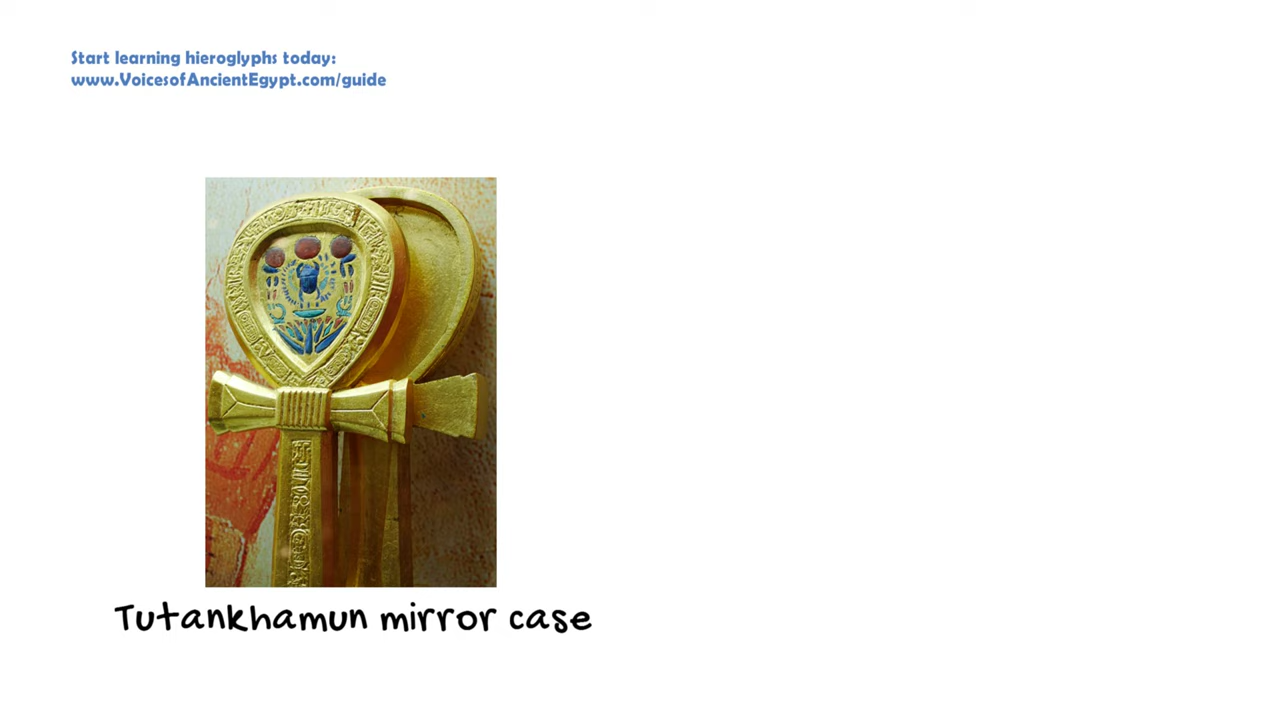 Start learning hieroglyphs today:
www.VoicesofAncientEgypt.com/guide
Tutankhamun mirror case